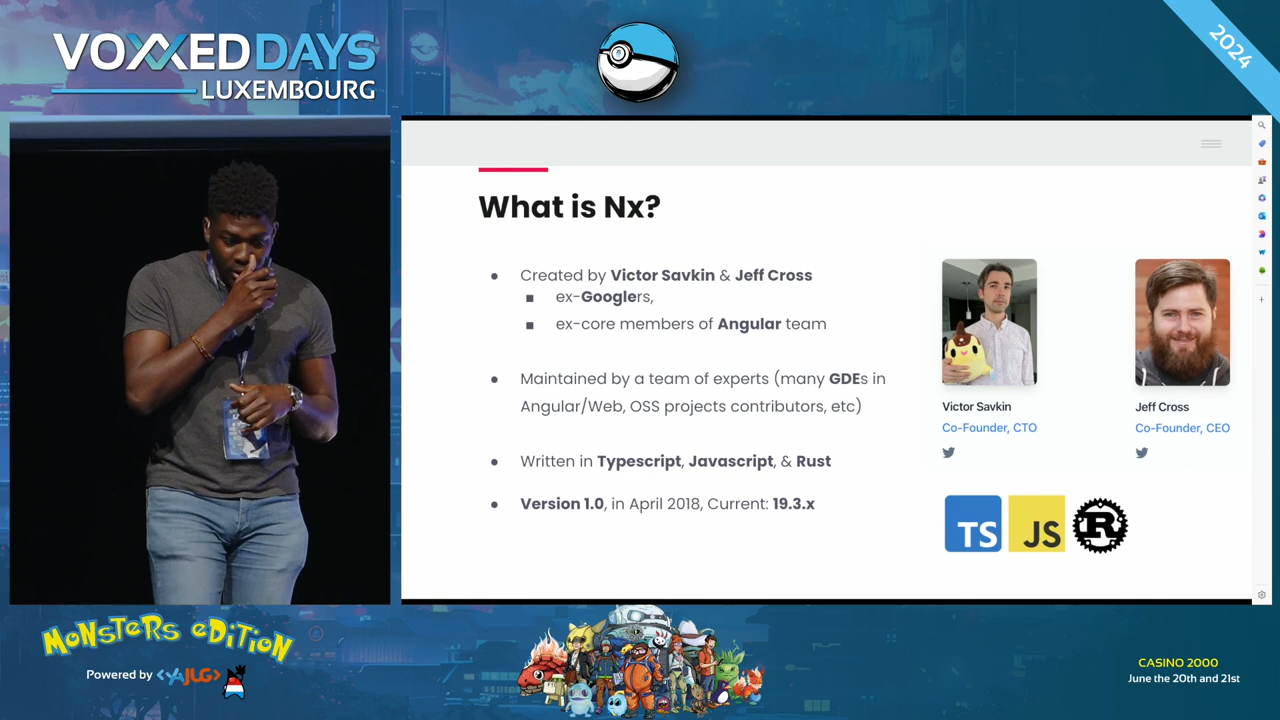 VOXXED DAYS
LUXEMBOURG
2024
What is Nx?
● Created by Victor Savkin & Jeff Cross
■ ex-Googlers,
■ ex-core members of Angular team
● Maintained by a team of experts (many GDEs in
Angular/Web, OSS projects contributors, etc)
● Written in Typescript, Javascript, & Rust
● Version 1.0, in April 2018, Current: 19.3.x
Victor Savkin
Co-Founder, CTO
Jeff Cross
Co-Founder, CEO
TS
JS
R
MONSTERS EDITION
Powered by <YAJUG>
CASINO 2000
June the 20th and 21st